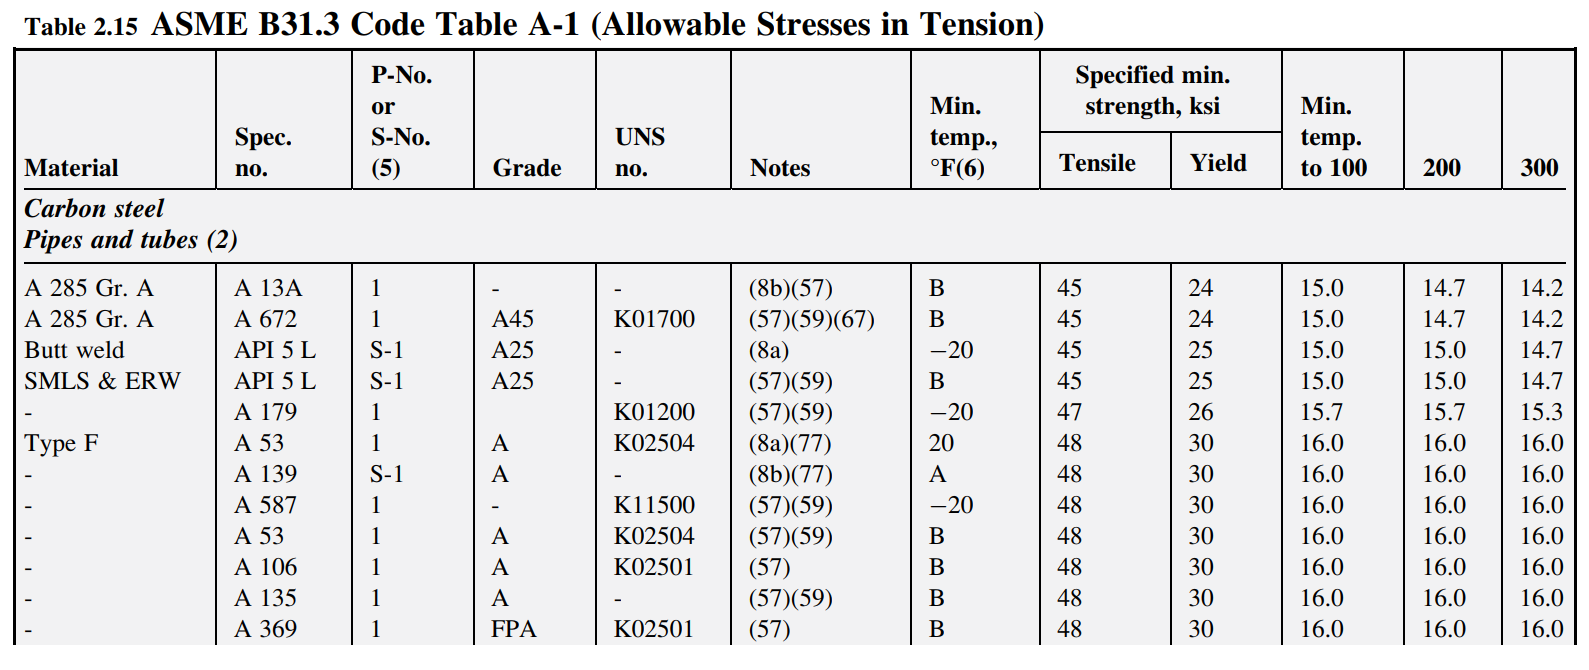 Table 2.15 ASME B31.3 Code Table A-1 (Allowable Stresses in Tension)
Material Spec. no. P-No. or S-No. (5) Grade UNS no. Notes Min. temp., °F(6) Specified min. strength, ksi Tensile Yield Min. temp. to 100 200 300
Carbon steel
Pipes and tubes (2)
A 285 Gr. A A 13A 1 - - (8b)(57) B 45 24 15.0 14.7 14.2
A 285 Gr. A A 672 1 A45 K01700 (57)(59)(67) B 45 24 15.0 14.7 14.2
Butt weld API 5 L S-1 A25 - (8a) −20 45 25 15.0 15.0 14.7
SMLS & ERW API 5 L S-1 A25 - (57)(59) B 45 25 15.0 15.0 14.7
- A 179 1 K01200 (57)(59) −20 47 26 15.7 15.7 15.3
Type F A 53 1 A K02504 (8a)(77) 20 48 30 16.0 16.0 16.0
- A 139 S-1 A - (8b)(77) A 48 30 16.0 16.0 16.0
- A 587 1 - K11500 (57)(59) −20 48 30 16.0 16.0 16.0
- A 53 1 A K02504 (57)(59) B 48 30 16.0 16.0 16.0
- A 106 1 A K02501 (57) B 48 30 16.0 16.0 16.0
- A 135 1 A - (57)(59) B 48 30 16.0 16.0 16.0
- A 369 1 FPA K02501 (57) B 48 30 16.0 16.0 16.0